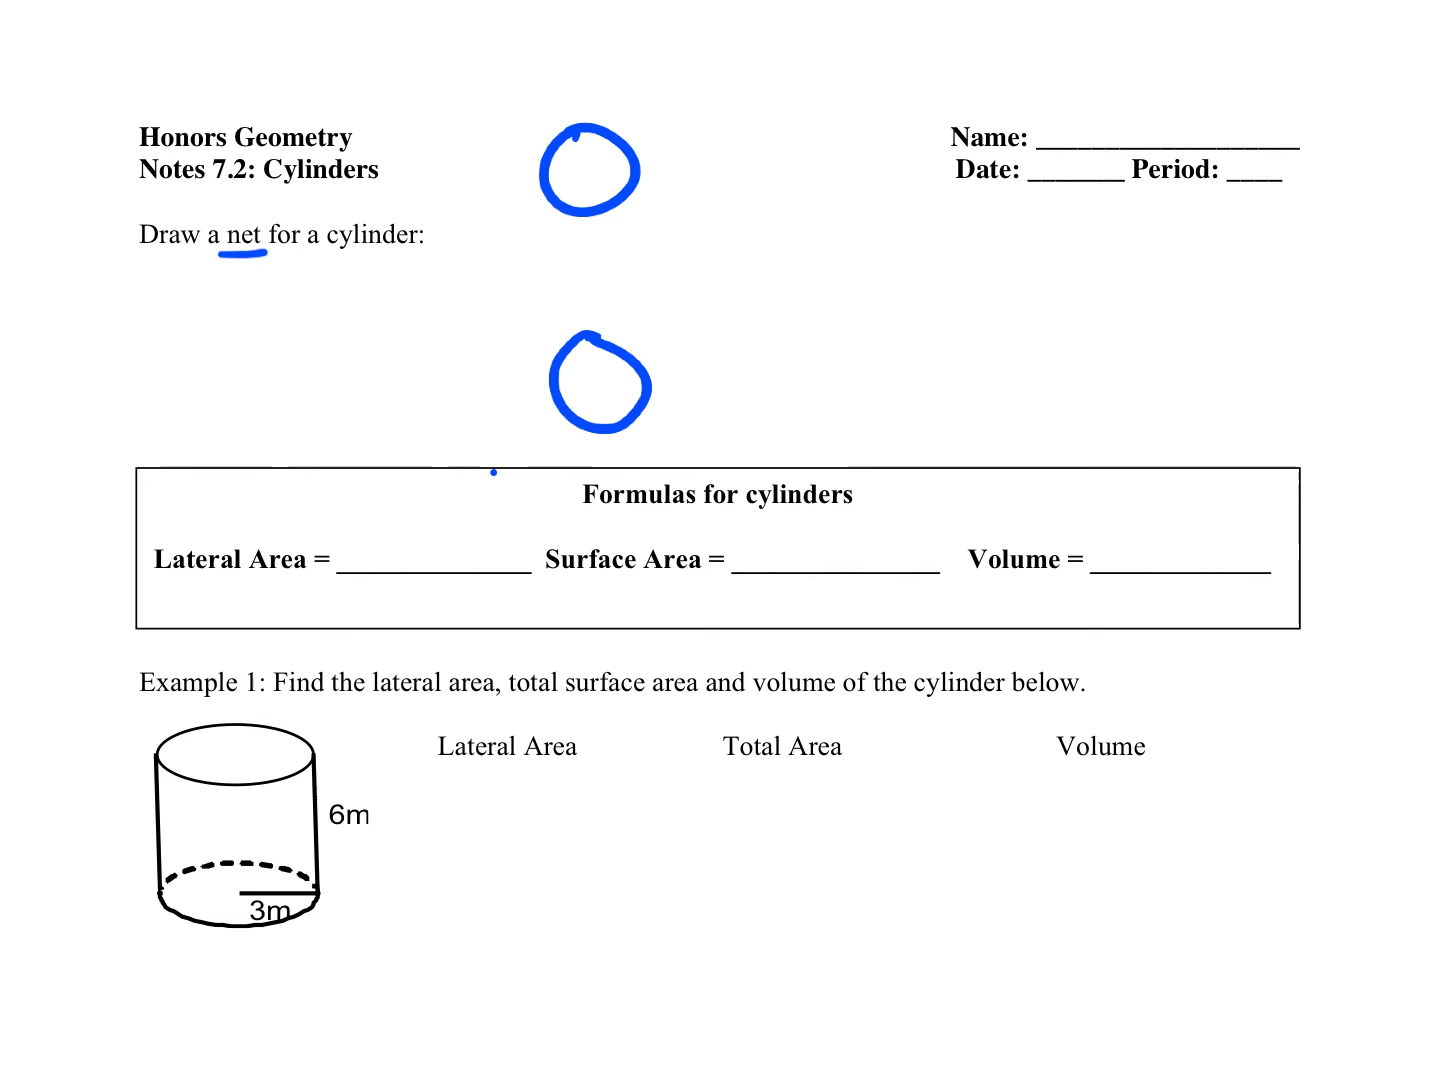 Honors Geometry
Name: ___________________
Notes 7.2: Cylinders
Date: _______ Period: ____
Draw a net for a cylinder:
Formulas for cylinders
Lateral Area = ______________ Surface Area = _______________ Volume = _____________
Example 1: Find the lateral area, total surface area and volume of the cylinder below.
Lateral Area Total Area Volume
6m
3m